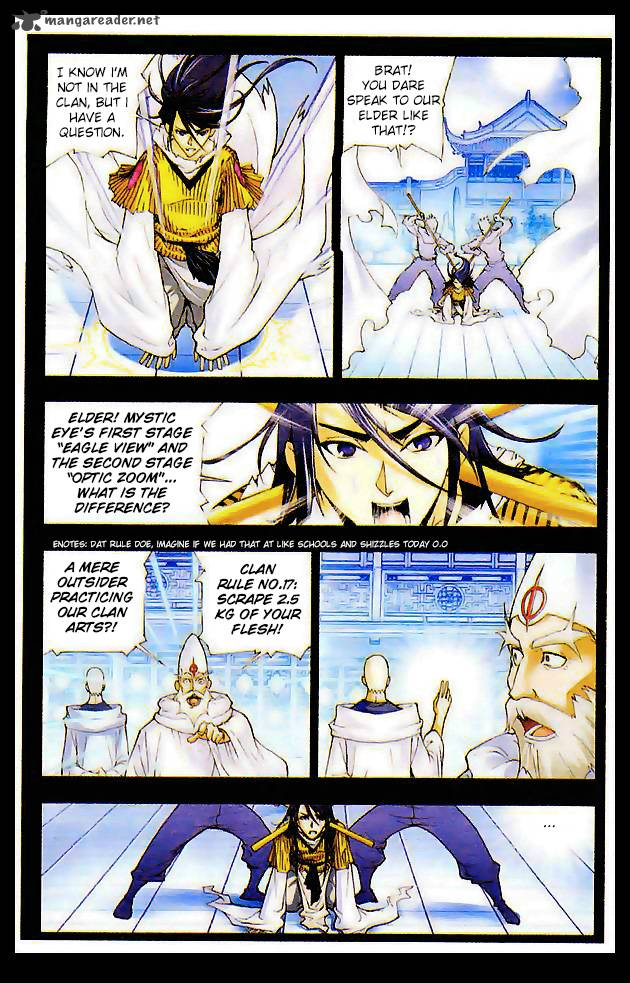 mangareader.net
I KNOW I'M
NOT IN THE
CLAN, BUT I
HAVE A
QUESTION.
BRAT!
YOU DARE
SPEAK TO OUR
ELDER LIKE
THAT!?
ELDER! MYSTIC
EYE'S FIRST STAGE
"EAGLE VIEW" AND
THE SECOND STAGE
"OPTIC ZOOM"...
WHAT IS THE
DIFFERENCE?
ENOTES: DAT RULE DOE, IMAGINE IF WE HAD THAT AT LIKE SCHOOLS AND SHIZZLES TODAY 0.0
A MERE
OUTSIDER
PRACTICING
OUR CLAN
ARTS?!
CLAN
RULE NO.17:
SCRAPE 2.5
KG OF YOUR
FLESH!
...